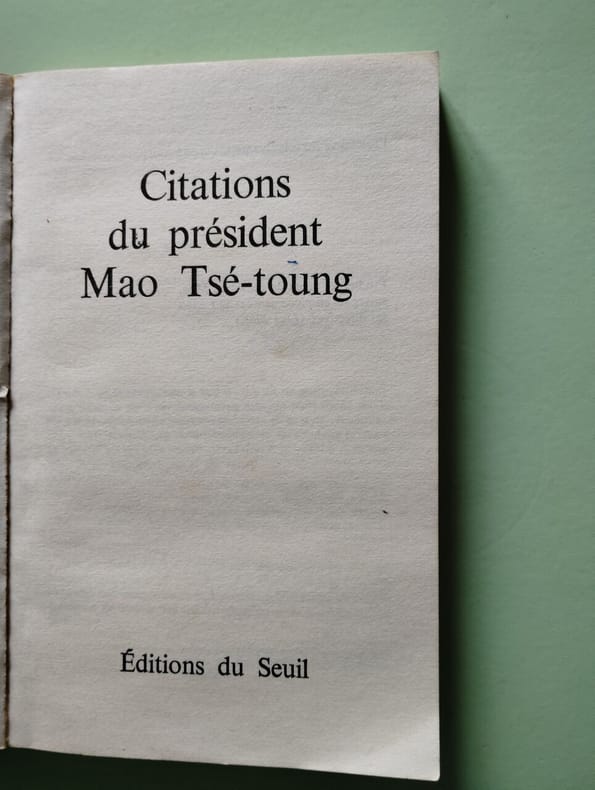 Citations
du président
Mao Tsé-toung
Éditions du Seuil